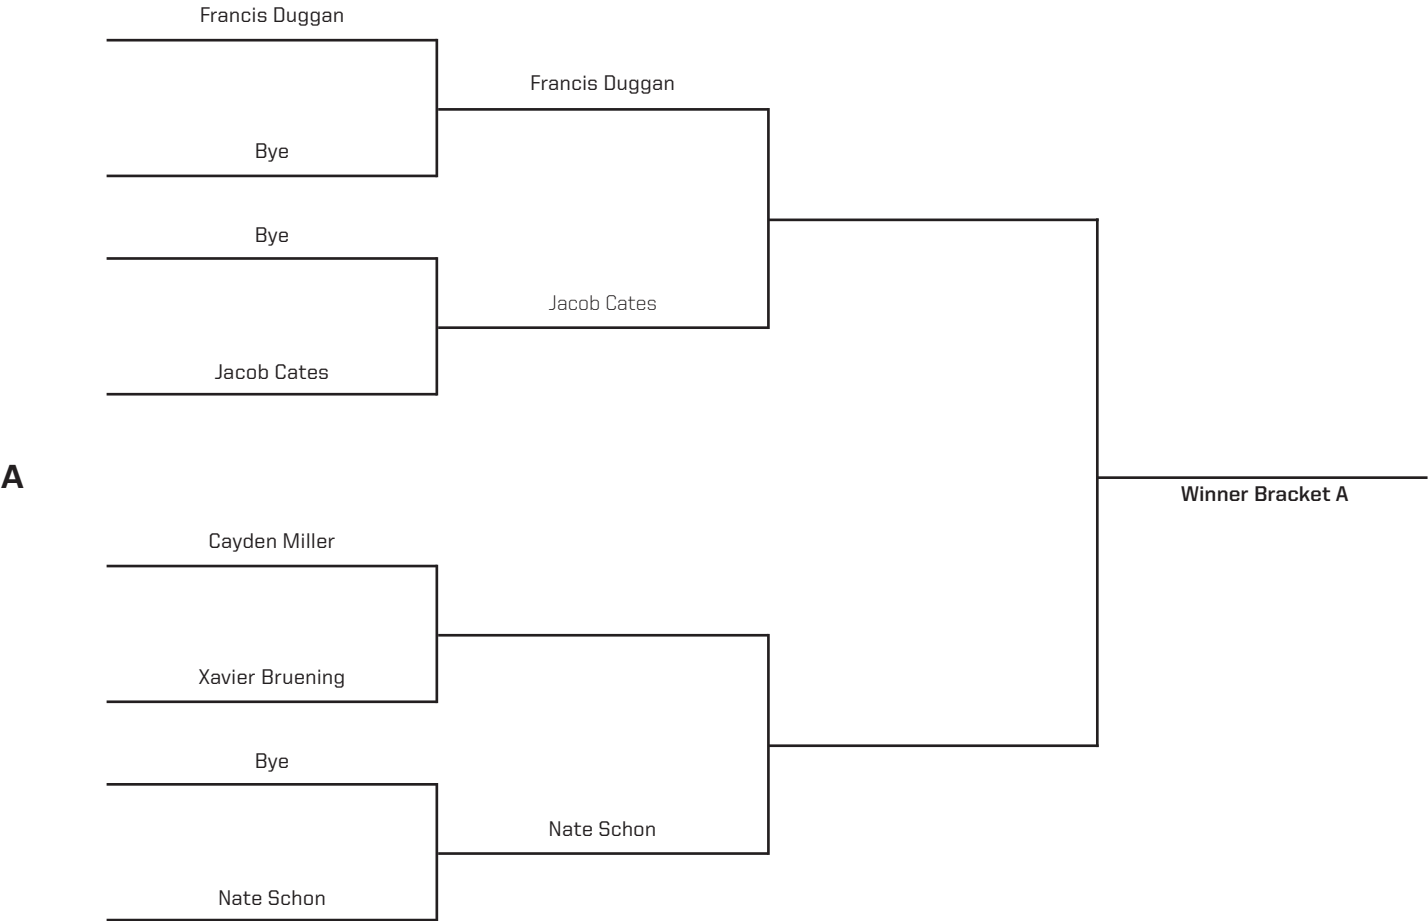 Francis Duggan
Francis Duggan
Bye
Bye
Jacob Cates
Jacob Cates
A
Winner Bracket A
Cayden Miller
Xavier Bruening
Bye
Nate Schon
Nate Schon